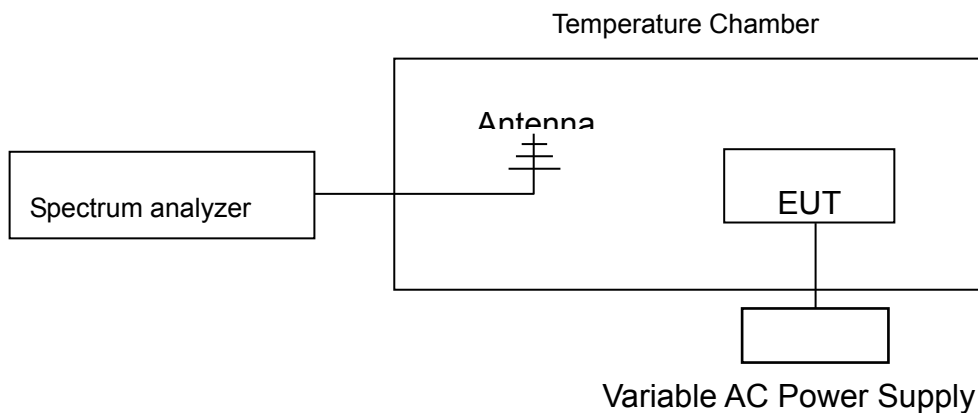 Temperature Chamber
Antenna
Spectrum analyzer
EUT
Variable AC Power Supply